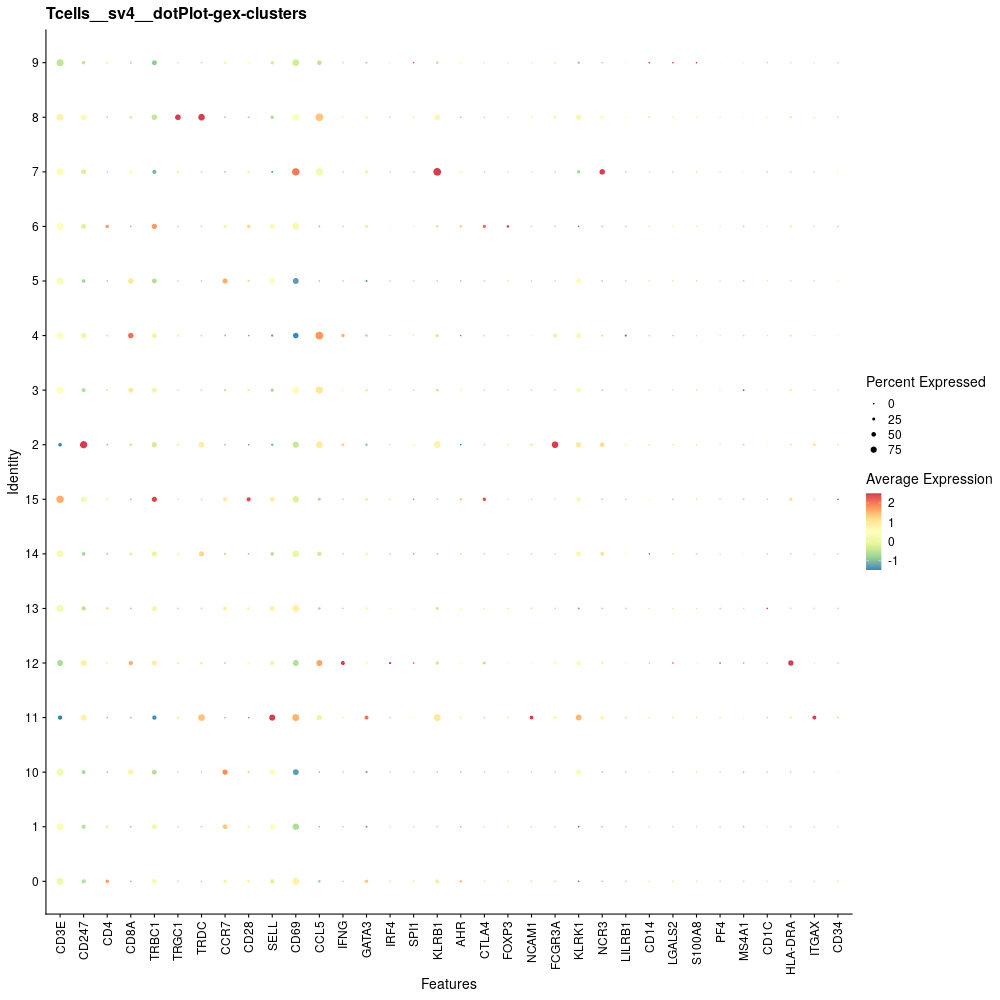 Tcells__sv4__dotPlot-gex-clusters
9
8
7
6
5
4
3
2
15
14
13
12
11
10
1
0
Identity
CD3E
CD247
CD4
CD8A
TRBC1
TRGC1
TRDC
CCR7
CD28
SELL
CD69
CCL5
IFNG
GATA3
IRF4
SPI1
KLRB1
AHR
CTLA4
FOXP3
NCAM1
FCGR3A
KLRK1
NCR3
LILRB1
CD14
LGALS2
S100A8
PF4
MS4A1
CD1C
HLA-DRA
ITGAX
CD34
Features
Percent Expressed
0
25
50
75
Average Expression
2
1
0
-1